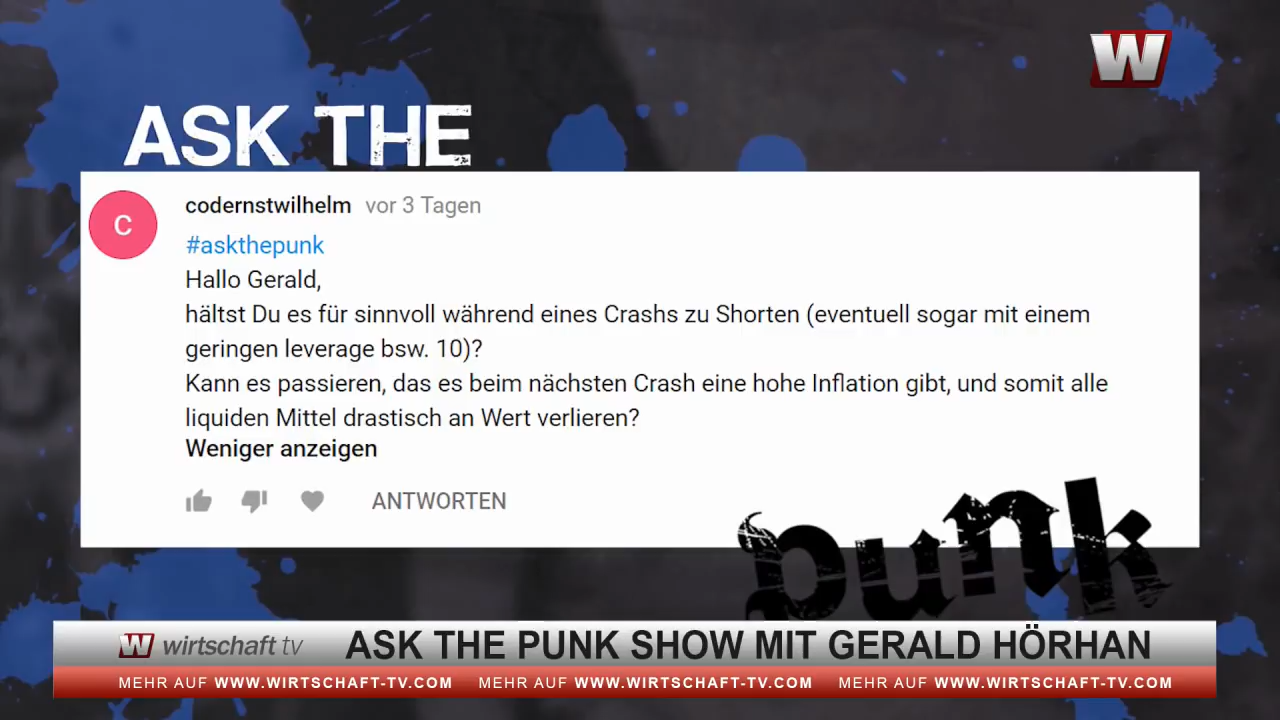 W
ASK THE
C
codernstwilhelm vor 3 Tagen
#askthepunk
Hallo Gerald,
hältst Du es für sinnvoll während eines Crashs zu Shorten (eventuell sogar mit einem
geringen leverage bsw. 10)?
Kann es passieren, das es beim nächsten Crash eine hohe Inflation gibt, und somit alle
liquiden Mittel drastisch an Wert verlieren?
Weniger anzeigen
ANTWORTEN
punk
W wirtschaft tv ASK THE PUNK SHOW MIT GERALD HÖRHAN
MEHR AUF WWW.WIRTSCHAFT-TV.COM MEHR AUF WWW.WIRTSCHAFT-TV.COM MEHR AUF WWW.WIRTSCHAFT-TV.COM